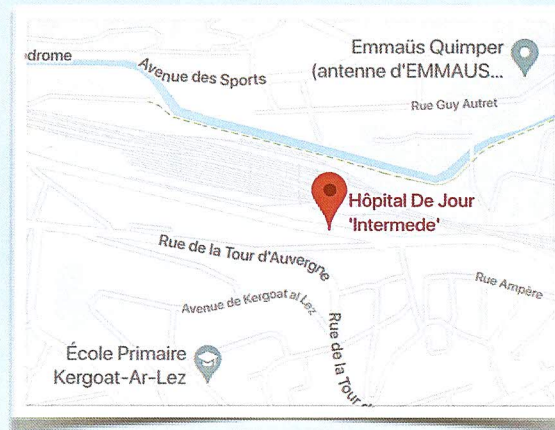 drome
Avenue des Sports
Emmaüs Quimper
(antenne d'EMMAUS...
Rue Guy Autret
Hôpital De Jour
'Intermede'
Rue de la Tour d'Auvergne
Rue Ampère
Avenue de Kergoat al Lez
Rue de la Tour d'
École Primaire
Kergoat-Ar-Lez